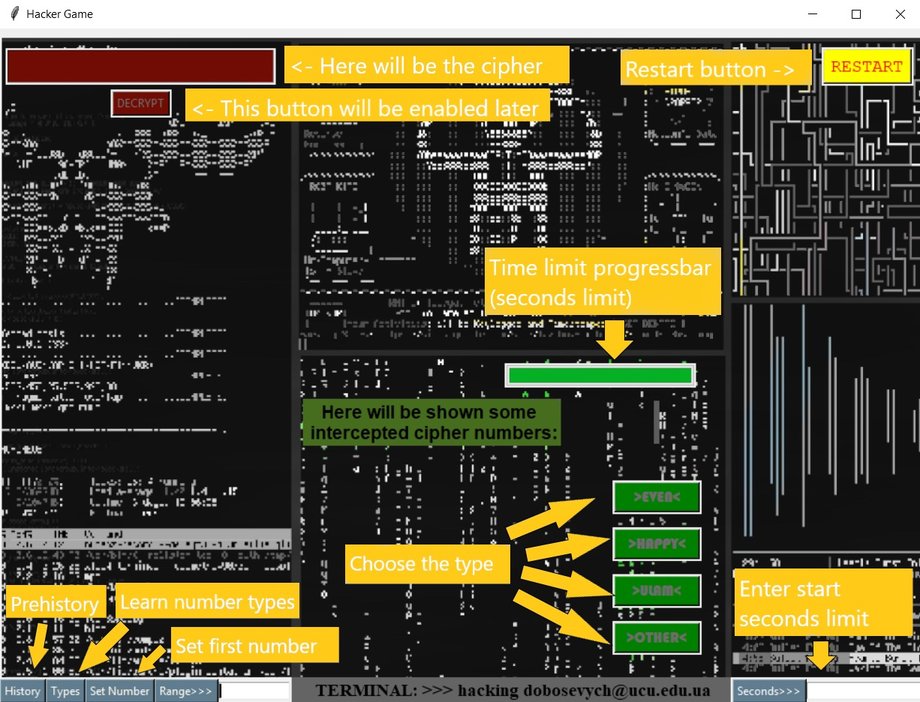 Hacker Game
<- Here will be the cipher
Restart button ->
RESTART
DECRYPT
<- This button will be enabled later
Time limit progressbar
(seconds limit)
Here will be shown some
intercepted cipher numbers:
>EVEN<
>HAPPY<
>ULAM<
>OTHER<
Choose the type
Prehistory
Learn number types
Set first number
Enter start
seconds limit
History
Types
Set Number
Range>>>
TERMINAL: >>> hacking dobosevych@ucu.edu.ua
Seconds>>>